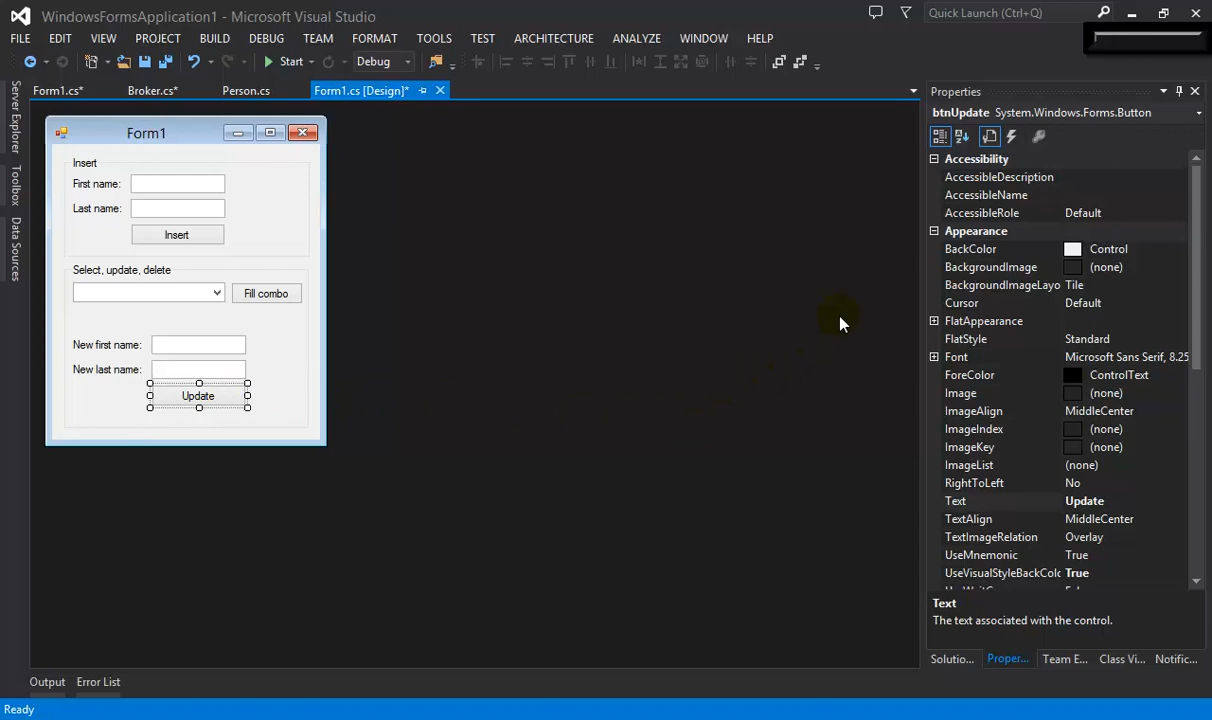 WindowsFormsApplication1 - Microsoft Visual Studio
Quick Launch (Ctrl+Q)
FILE EDIT VIEW PROJECT BUILD DEBUG TEAM FORMAT TOOLS TEST ARCHITECTURE ANALYZE WINDOW HELP
Start Debug
Form1.cs* Broker.cs* Person.cs Form1.cs [Design]*
Server Explorer
Toolbox
Data Sources
Form1
Insert
First name:
Last name:
Insert
Select, update, delete
Fill combo
New first name:
New last name:
Update
Properties
btnUpdate System.Windows.Forms.Button
Accessibility
AccessibleDescription
AccessibleName
AccessibleRole Default
Appearance
BackColor Control
BackgroundImage (none)
BackgroundImageLayo Tile
Cursor Default
FlatAppearance
FlatStyle Standard
Font Microsoft Sans Serif, 8.25
ForeColor ControlText
Image (none)
ImageAlign MiddleCenter
ImageIndex (none)
ImageKey (none)
ImageList (none)
RightToLeft No
Text Update
TextAlign MiddleCenter
TextImageRelation Overlay
UseMnemonic True
UseVisualStyleBackColo True
Text
The text associated with the control.
Solutio... Proper... Team E... Class Vi... Notific...
Output Error List
Ready